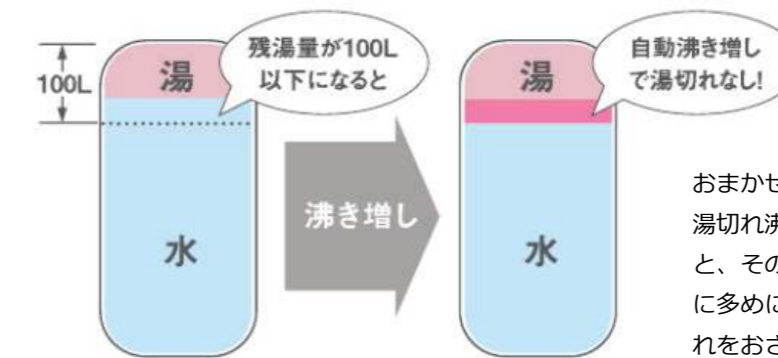 100L
湯
残湯量が100L
以下になると
水
沸き増し
湯
自動沸き増し
で湯切れなし!
水
おまかせ
湯切れ沸
と、その
に多めに
れをおさ